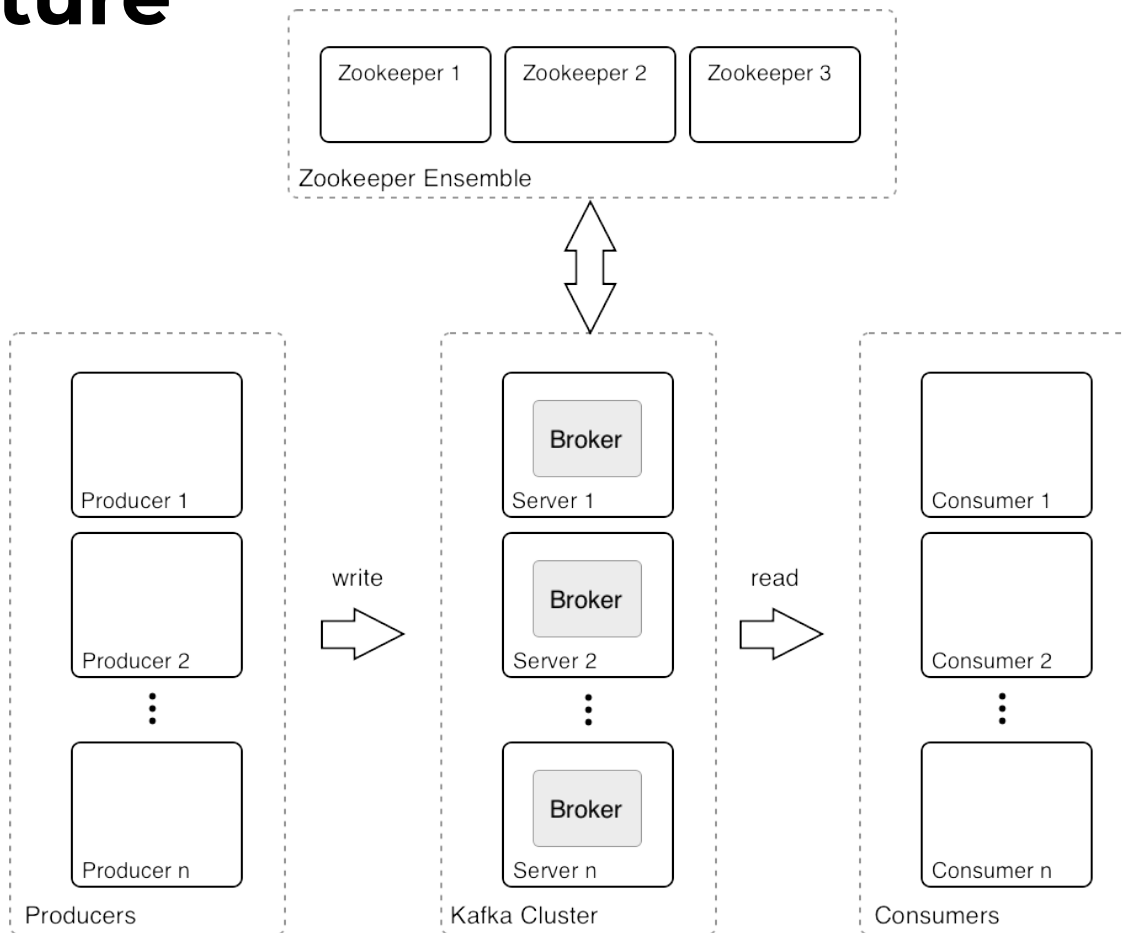 ture
Zookeeper 1
Zookeeper 2
Zookeeper 3
Zookeeper Ensemble
Producer 1
Producer 2
Producer n
Producers
write
Broker
Server 1
Broker
Server 2
Broker
Server n
Kafka Cluster
read
Consumer 1
Consumer 2
Consumer n
Consumers